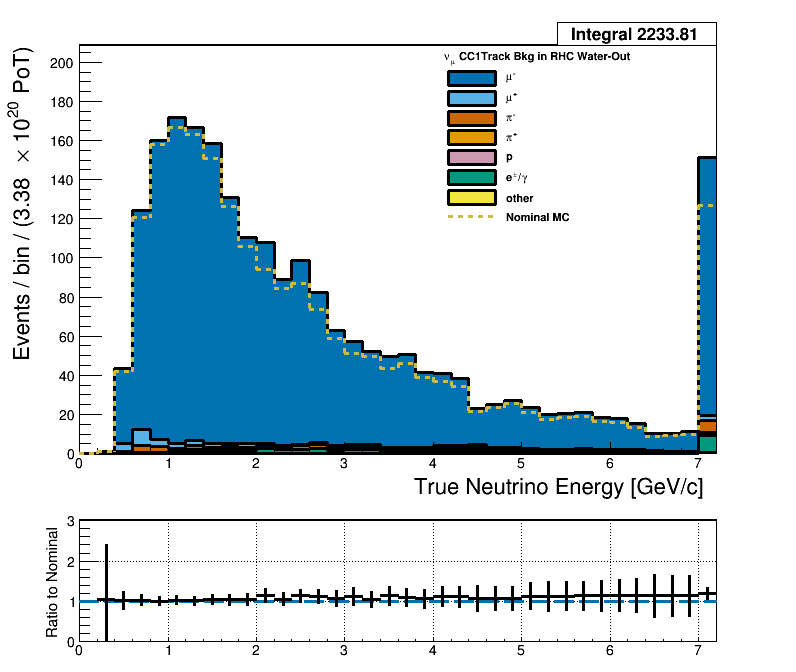 Integral 2233.81
ν_μ CC1Track Bkg in RHC Water-Out
μ⁻
μ⁺
π⁻
π⁺
p
e±/γ
other
Nominal MC
Events / bin / (3.38 × 10²⁰ PoT)
200
180
160
140
120
100
80
60
40
20
0
0 1 2 3 4 5 6 7
True Neutrino Energy [GeV/c]
Ratio to Nominal
3
2
1
0
0 1 2 3 4 5 6 7